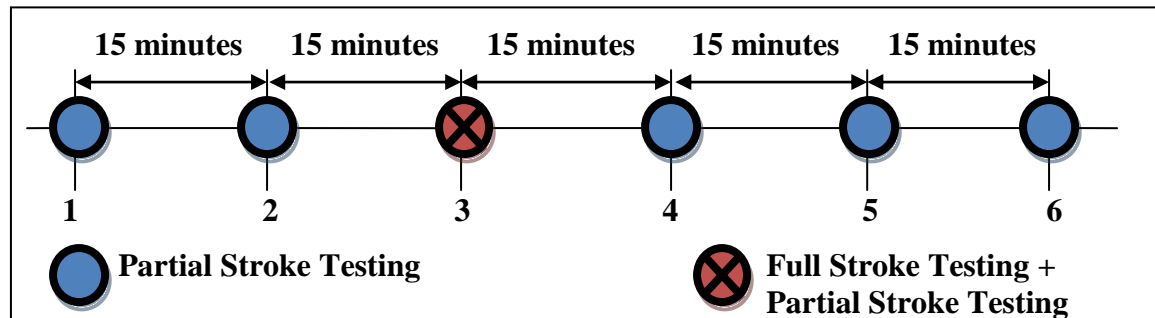 15 minutes 15 minutes 15 minutes 15 minutes 15 minutes
1 2 3 4 5 6
Partial Stroke Testing
Full Stroke Testing +
Partial Stroke Testing